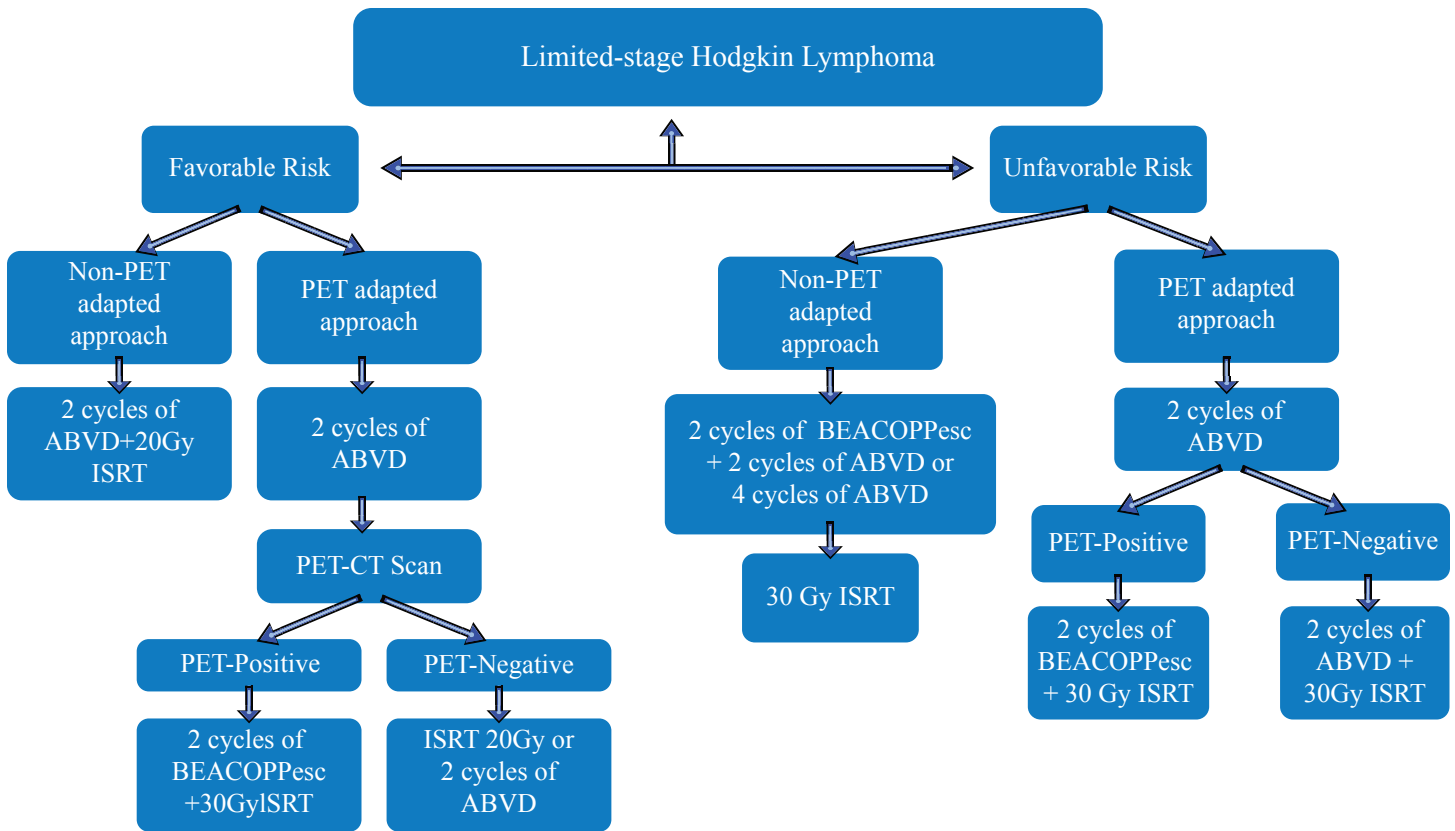 Limited-stage Hodgkin Lymphoma
Favorable Risk
Unfavorable Risk
Non-PET
adapted
approach
PET adapted
approach
Non-PET
adapted
approach
PET adapted
approach
2 cycles of
ABVD+20Gy
ISRT
2 cycles of
ABVD
2 cycles of BEACOPPesc
+ 2 cycles of ABVD or
4 cycles of ABVD
2 cycles of
ABVD
PET-CT Scan
30 Gy ISRT
PET-Positive
PET-Negative
PET-Positive
PET-Negative
2 cycles of
BEACOPPesc
+30GylSRT
ISRT 20Gy or
2 cycles of
ABVD
2 cycles of
BEACOPPesc
+ 30 Gy ISRT
2 cycles of
ABVD +
30Gy ISRT